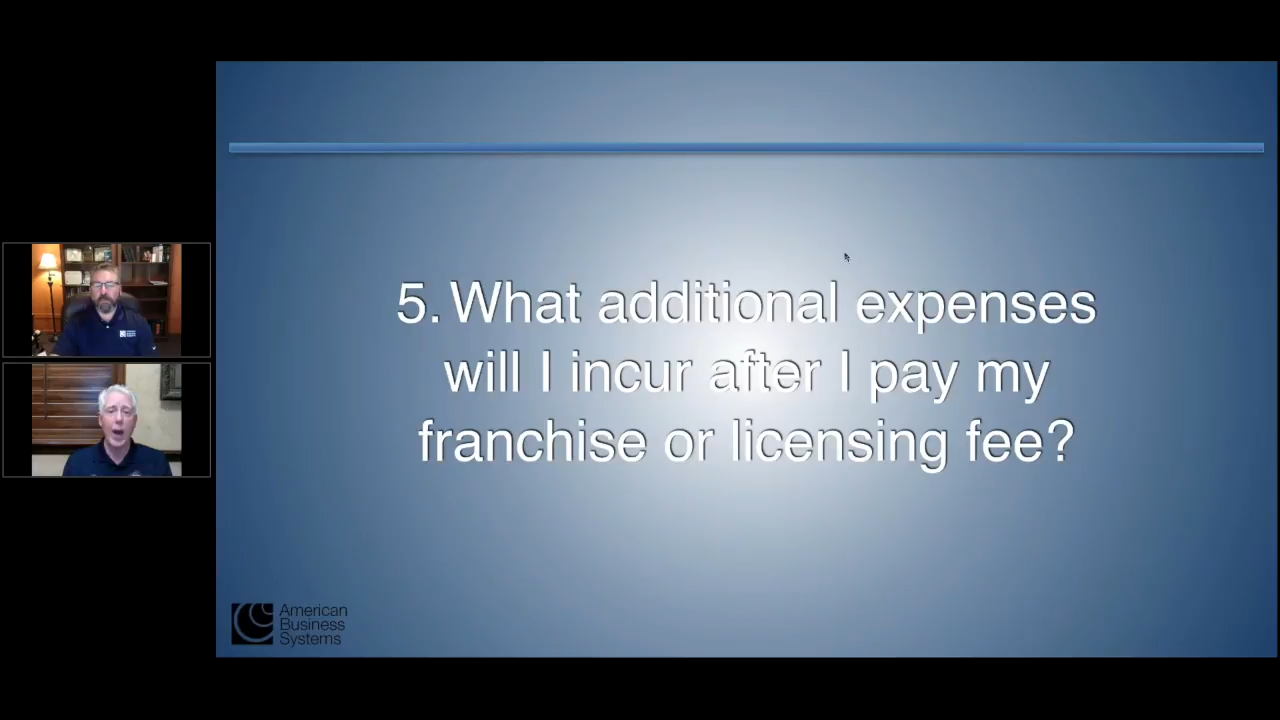 5. What additional expenses
will I incur after I pay my
franchise or licensing fee?
American
Business
Systems